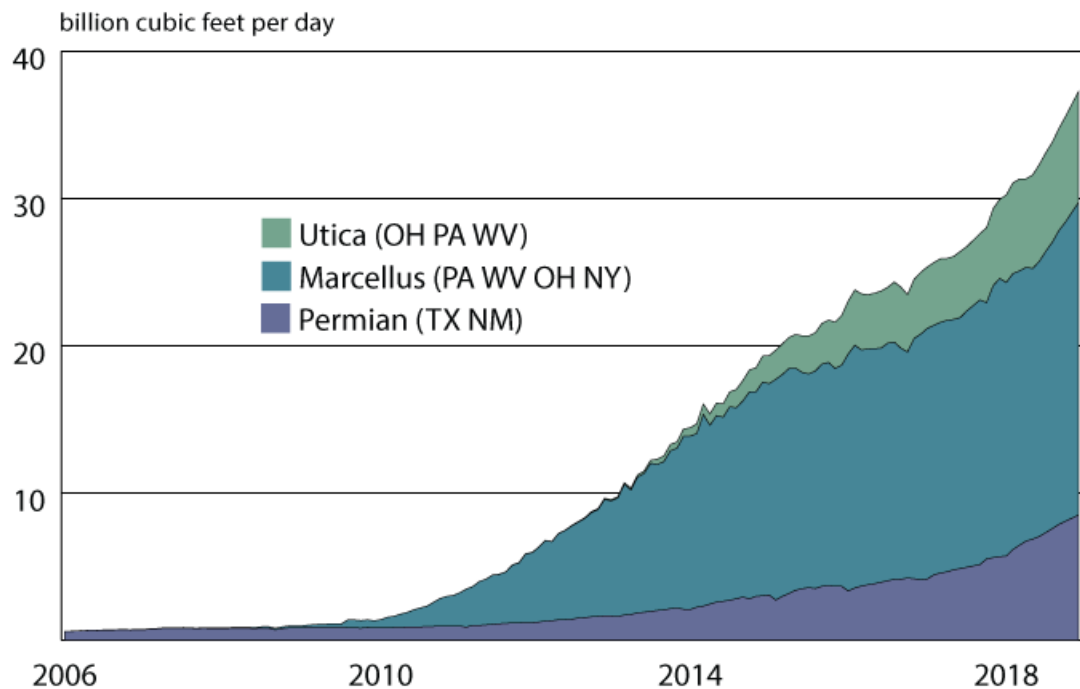 billion cubic feet per day
40
30
Utica (OH PA WV)
Marcellus (PA WV OH NY)
Permian (TX NM)
20
10
2006 2010 2014 2018